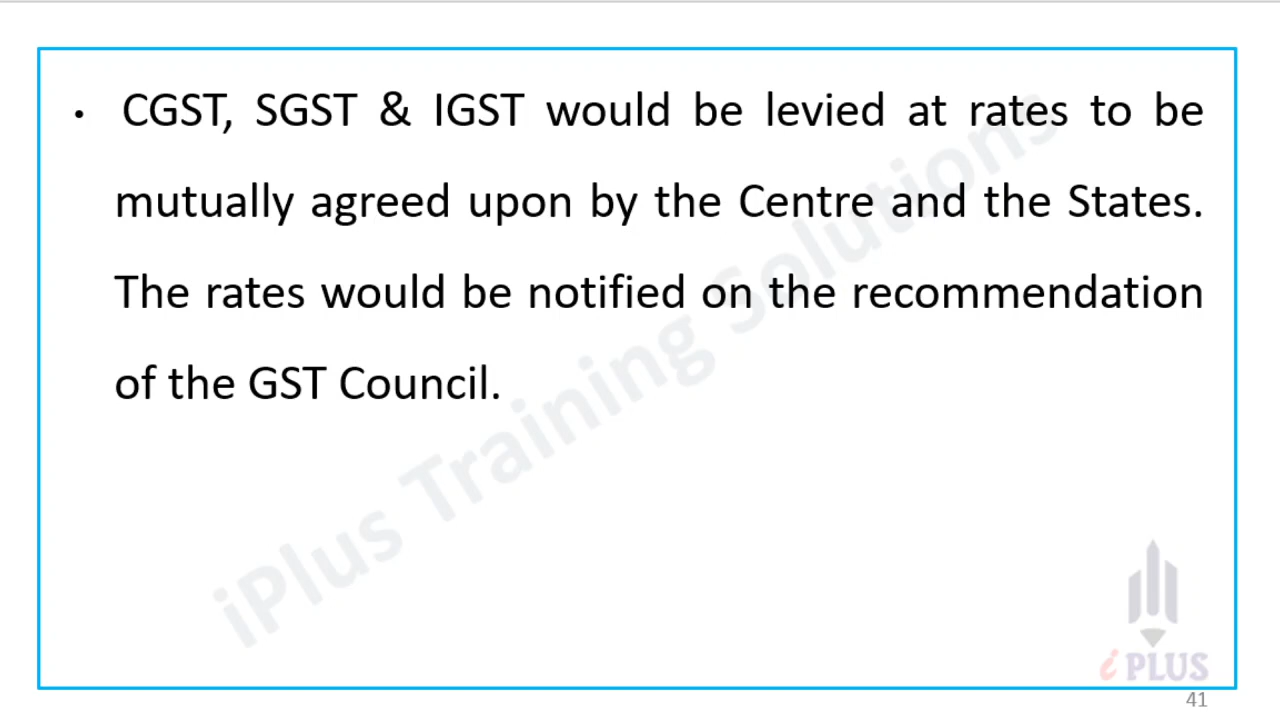 • CGST, SGST & IGST would be levied at rates to be
mutually agreed upon by the Centre and the States.
The rates would be notified on the recommendation
of the GST Council.
iPlus Training Solutions
i PLUS
41